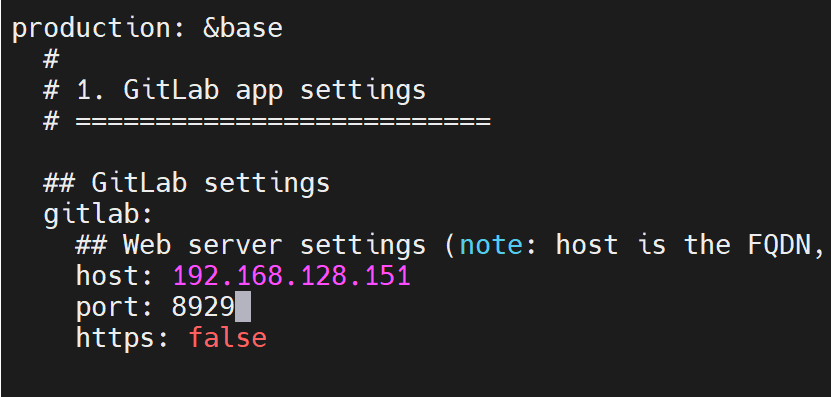 production: &base
  #
  # 1. GitLab app settings
  # ==========================

  ## GitLab settings
  gitlab:
    ## Web server settings (note: host is the FQDN,
    host: 192.168.128.151
    port: 8929
    https: false